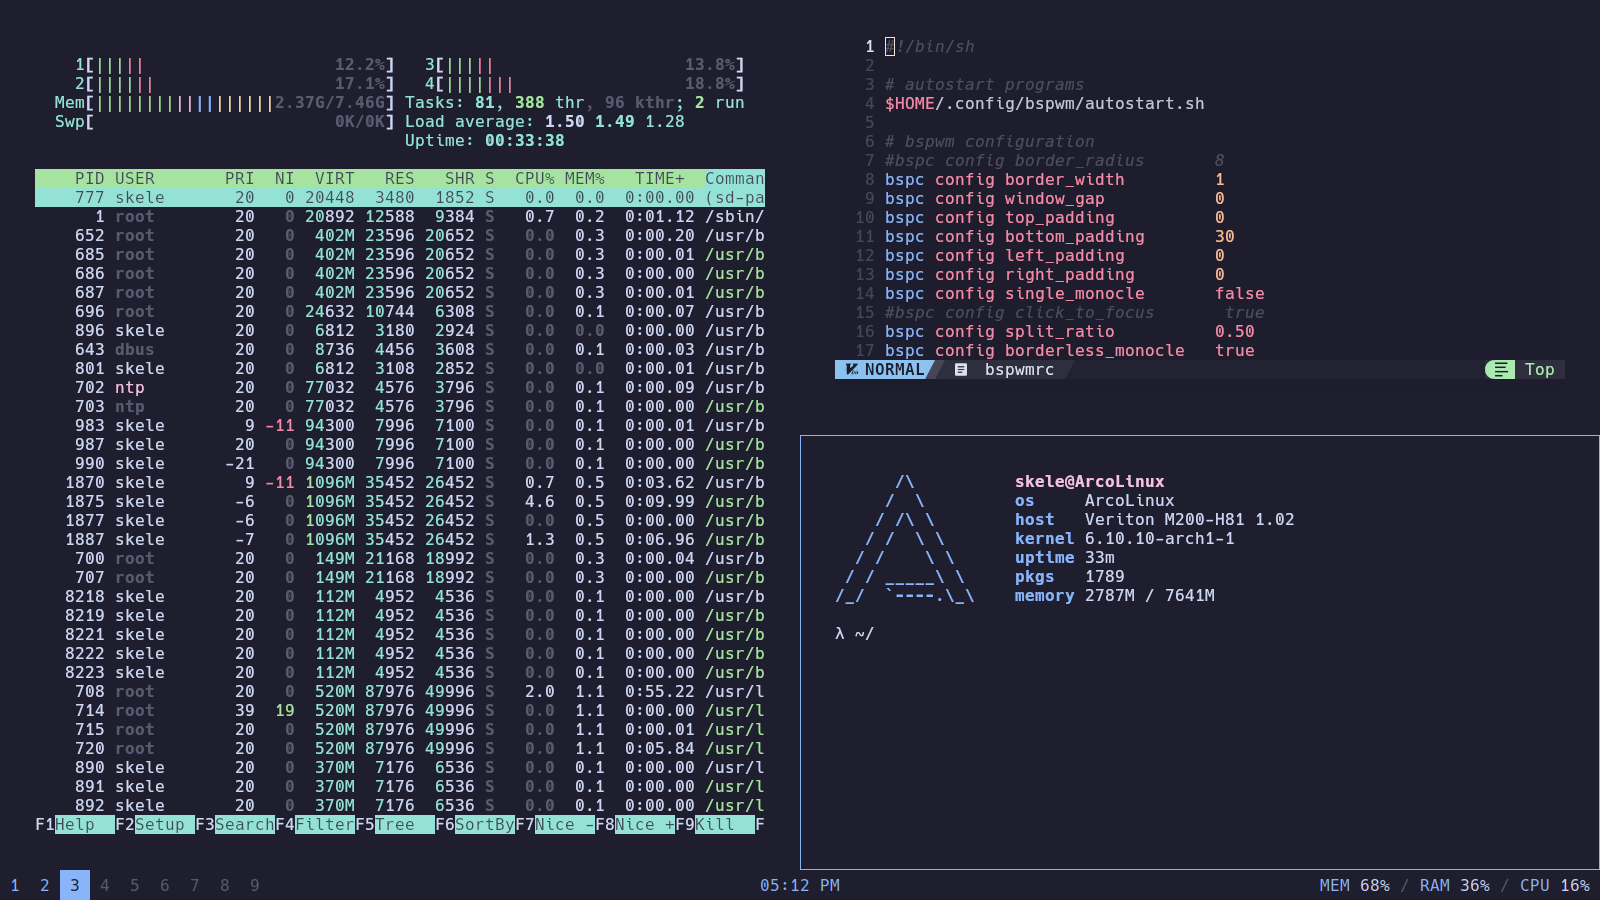 1[|||||                   12.2%]   3[|||||                   13.8%]
2[||||||                  17.1%]   4[|||||||                 18.8%]
Mem[||||||||||||||||||2.37G/7.46G] Tasks: 81, 388 thr, 96 kthr; 2 run
Swp[                        0K/0K] Load average: 1.50 1.49 1.28
Uptime: 00:33:38
PID USER       PRI  NI  VIRT   RES   SHR S  CPU% MEM%   TIME+  Comman
777 skele       20   0 20448  3480  1852 S   0.0  0.0  0:00.00 (sd-pa
1 root        20   0 20892 12588  9384 S   0.7  0.2  0:01.12 /sbin/
652 root        20   0  402M 23596 20652 S   0.0  0.3  0:00.20 /usr/b
685 root        20   0  402M 23596 20652 S   0.0  0.3  0:00.01 /usr/b
686 root        20   0  402M 23596 20652 S   0.0  0.3  0:00.00 /usr/b
687 root        20   0  402M 23596 20652 S   0.0  0.3  0:00.01 /usr/b
696 root        20   0 24632 10744  6308 S   0.0  0.1  0:00.07 /usr/b
896 skele       20   0  6812  3180  2924 S   0.0  0.0  0:00.01 /usr/b
643 dbus        20   0  8736  4456  3608 S   0.0  0.1  0:00.03 /usr/b
801 skele       20   0  6812  3108  2852 S   0.0  0.0  0:00.01 /usr/b
702 ntp         20   0 77032  4576  3796 S   0.0  0.1  0:00.09 /usr/b
703 ntp         20   0 77032  4576  3796 S   0.0  0.1  0:00.00 /usr/b
983 skele        9 -11 94300  7996  7100 S   0.0  0.1  0:00.01 /usr/b
987 skele       20   0 94300  7996  7100 S   0.0  0.1  0:00.00 /usr/b
990 skele      -21   0 94300  7996  7100 S   0.0  0.1  0:00.00 /usr/b
1870 skele        9 -11 1096M 35452 26452 S   0.7  0.5  0:03.62 /usr/b
1875 skele       -6   0 1096M 35452 26452 S   4.6  0.5  0:09.99 /usr/b
1877 skele       -6   0 1096M 35452 26452 S   0.0  0.5  0:00.00 /usr/b
1887 skele       -7   0 1096M 35452 26452 S   1.3  0.5  0:06.96 /usr/b
700 root        20   0  149M 21168 18992 S   0.0  0.3  0:00.04 /usr/b
707 root        20   0  149M 21168 18992 S   0.0  0.3  0:00.00 /usr/b
8218 skele       20   0  112M  4952  4536 S   0.0  0.1  0:00.00 /usr/b
8219 skele       20   0  112M  4952  4536 S   0.0  0.1  0:00.00 /usr/b
8221 skele       20   0  112M  4952  4536 S   0.0  0.1  0:00.00 /usr/b
8222 skele       20   0  112M  4952  4536 S   0.0  0.1  0:00.00 /usr/b
8223 skele       20   0  112M  4952  4536 S   0.0  0.1  0:00.00 /usr/b
708 root        20   0  520M 87976 49996 S   2.0  1.1  0:55.22 /usr/l
714 root        39  19  520M 87976 49996 S   0.0  1.1  0:00.00 /usr/l
715 root        20   0  520M 87976 49996 S   0.0  1.1  0:00.01 /usr/l
720 root        20   0  520M 87976 49996 S   0.0  1.1  0:05.84 /usr/l
890 skele       20   0  370M  7176  6536 S   0.0  0.1  0:00.00 /usr/l
891 skele       20   0  370M  7176  6536 S   0.0  0.1  0:00.00 /usr/l
892 skele       20   0  370M  7176  6536 S   0.0  0.1  0:00.00 /usr/l
F1Help  F2Setup F3SearchF4FilterF5Tree  F6SortByF7Nice -F8Nice +F9Kill  F
1 #!/bin/sh
2
3 # autostart programs
4 $HOME/.config/bspwm/autostart.sh
5
6 # bspwm configuration
7 #bspc config border_radius       8
8 bspc config border_width         1
9 bspc config window_gap           0
10 bspc config top_padding          0
11 bspc config bottom_padding       30
12 bspc config left_padding         0
13 bspc config right_padding        0
14 bspc config single_monocle       false
15 #bspc config click_to_focus       true
16 bspc config split_ratio          0.50
17 bspc config borderless_monocle   true
NORMAL bspwmrc Top
      /\          skele@ArcoLinux
     /  \         os     ArcoLinux
    / /\ \        host   Veriton M200-H81 1.02
   / /  \ \       kernel 6.10.10-arch1-1
  / /    \ \      uptime 33m
 / / _____\ \     pkgs   1789
/_/  `----.\_\    memory 2787M / 7641M
λ ~/
1 2 3 4 5 6 7 8 9
05:12 PM
MEM 68% / RAM 36% / CPU 16%